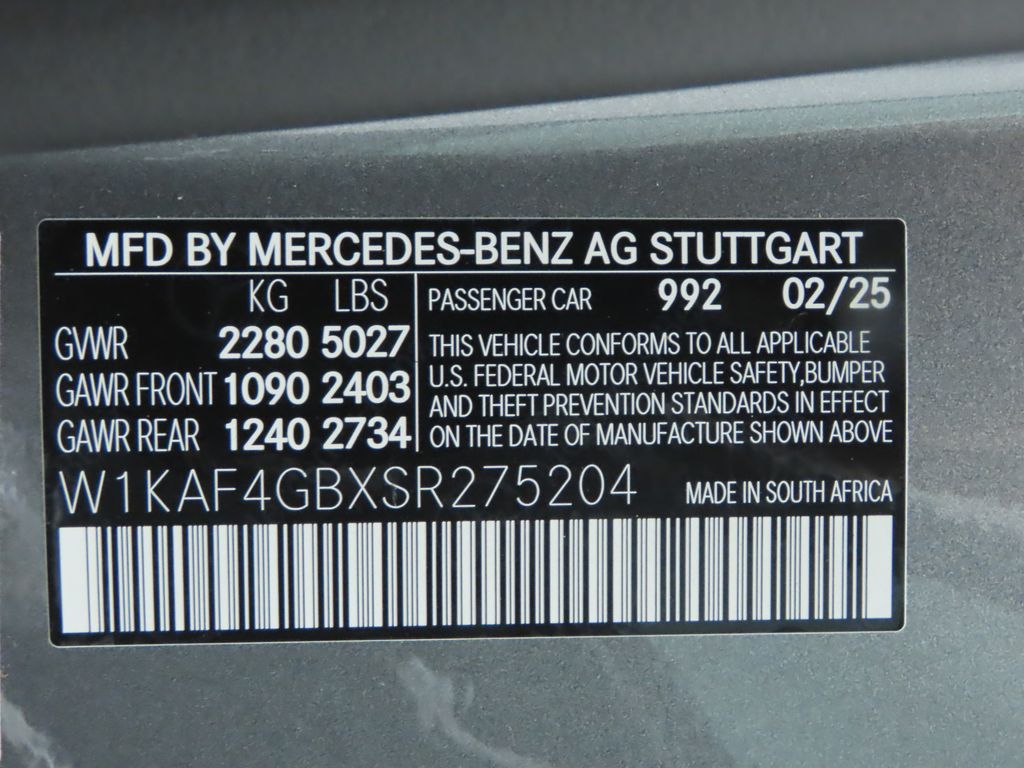 MFD BY MERCEDES-BENZ AG STUTTGART
KG LBS
GVWR 2280 5027
GAWR FRONT 1090 2403
GAWR REAR 1240 2734
PASSENGER CAR 992 02/25
THIS VEHICLE CONFORMS TO ALL APPLICABLE
U.S. FEDERAL MOTOR VEHICLE SAFETY,BUMPER
AND THEFT PREVENTION STANDARDS IN EFFECT
ON THE DATE OF MANUFACTURE SHOWN ABOVE
W1KAF4GBXSR275204 MADE IN SOUTH AFRICA